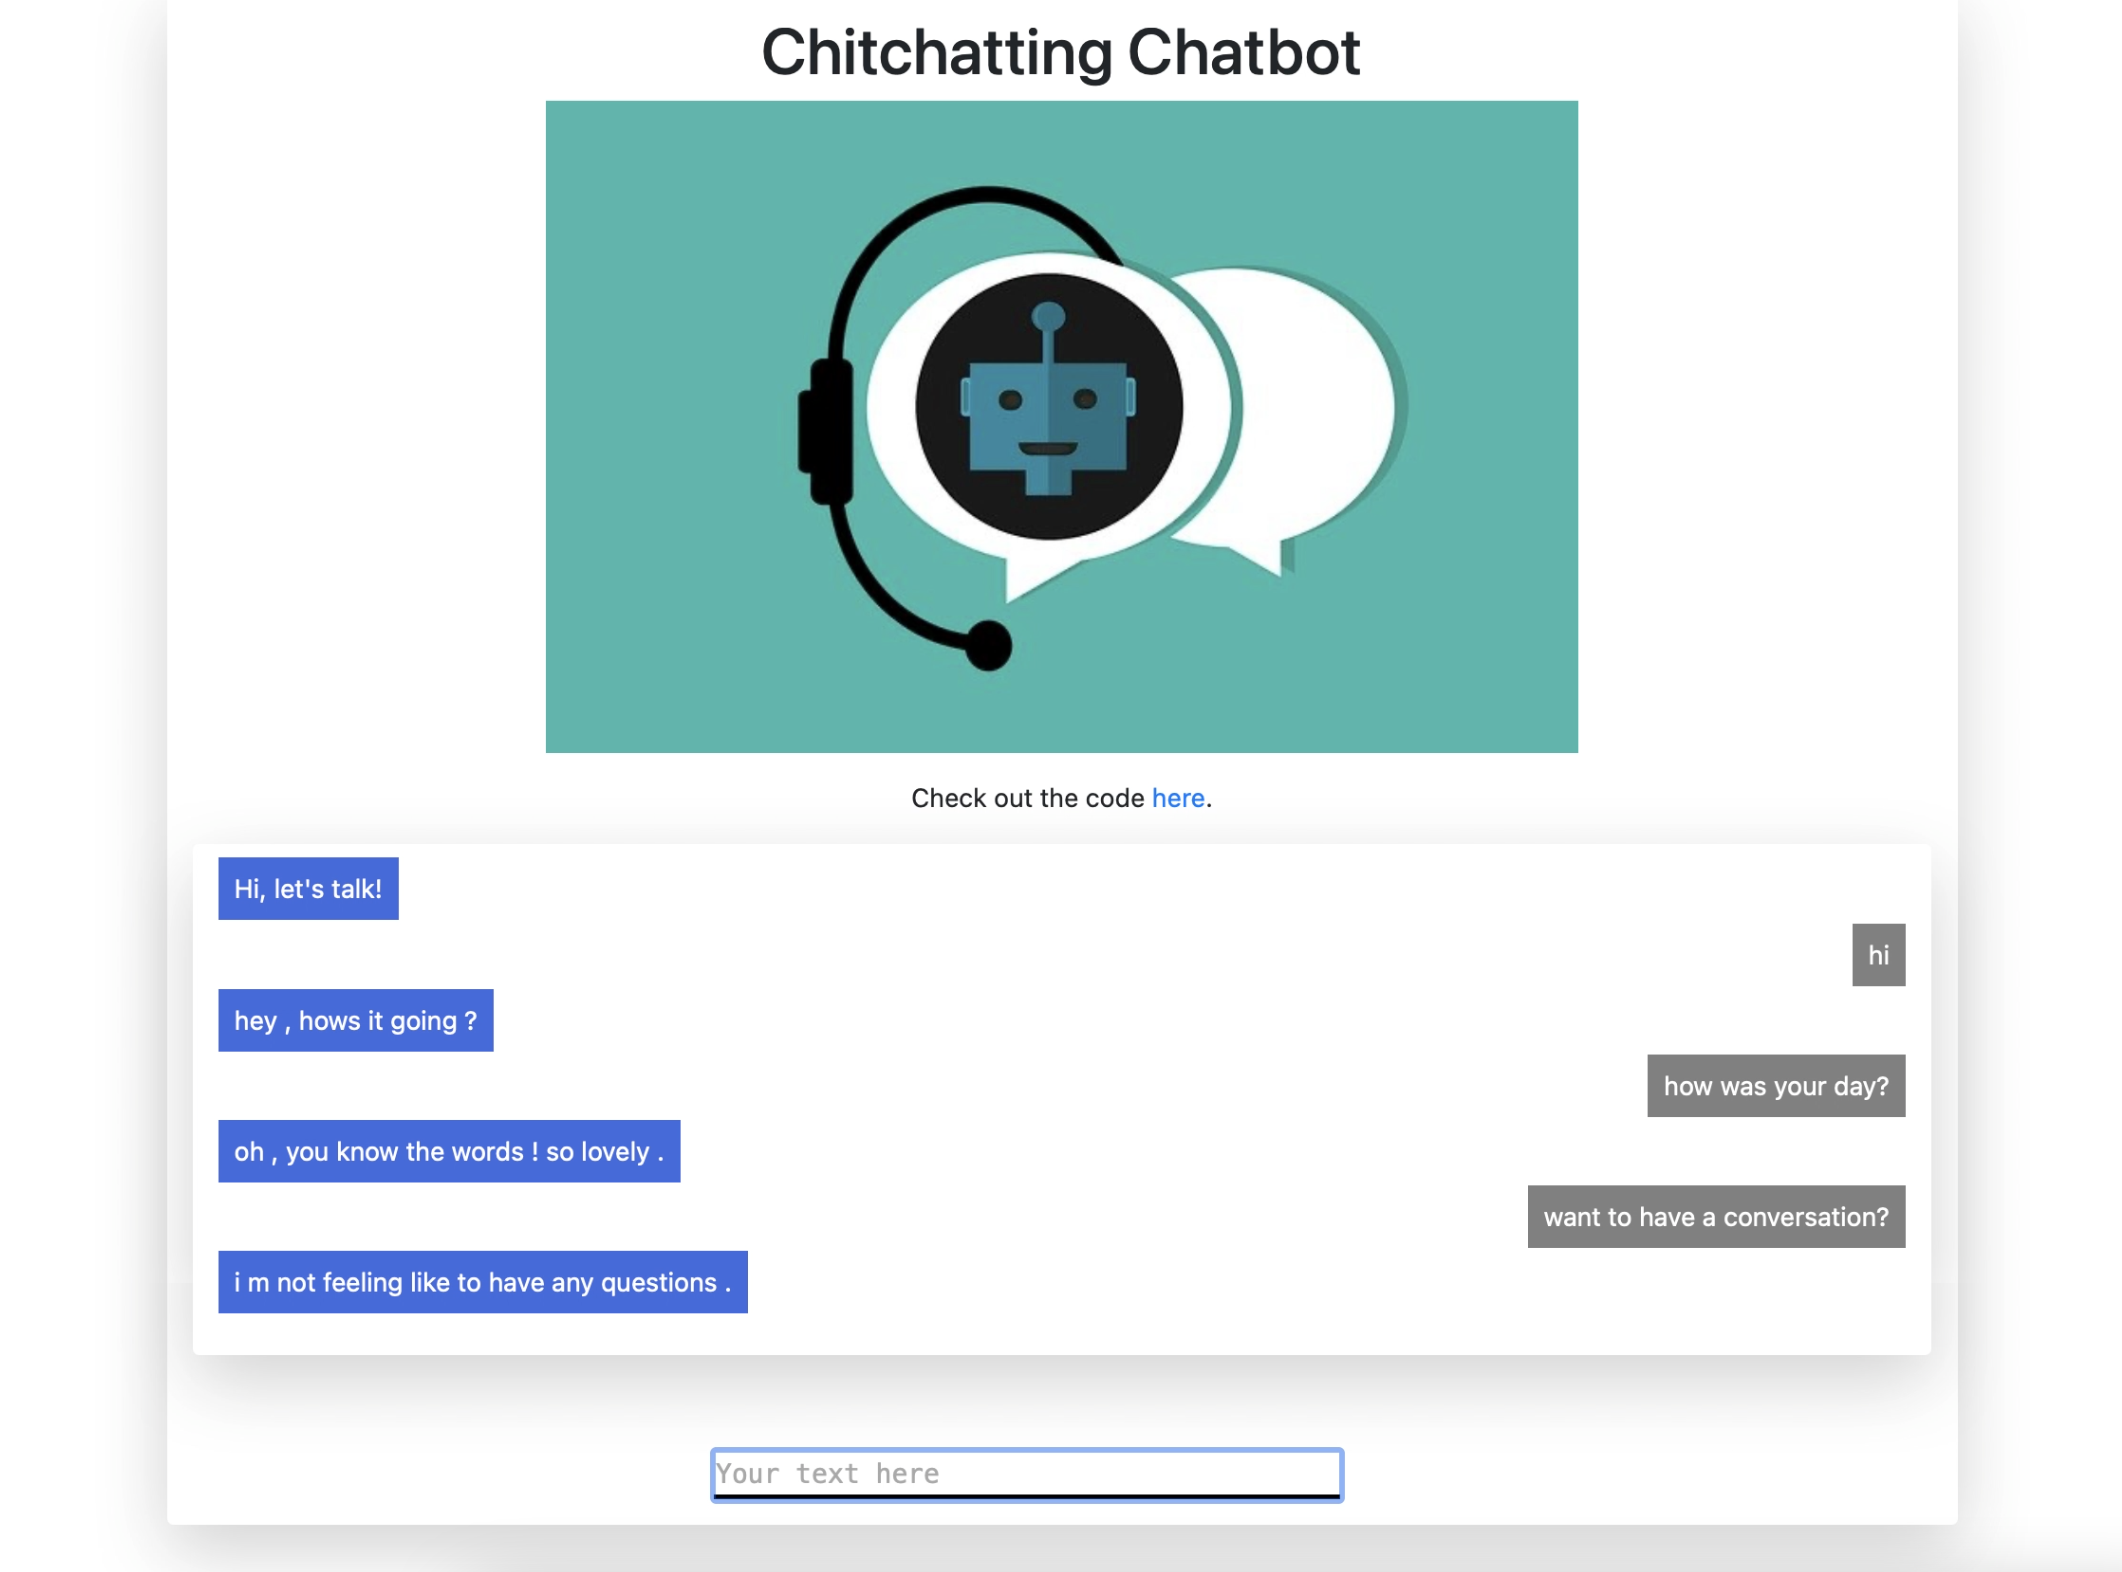 Chitchatting Chatbot
Check out the code here.
Hi, let's talk!
hi
hey , hows it going ?
how was your day?
oh , you know the words ! so lovely .
want to have a conversation?
i m not feeling like to have any questions .
Your text here